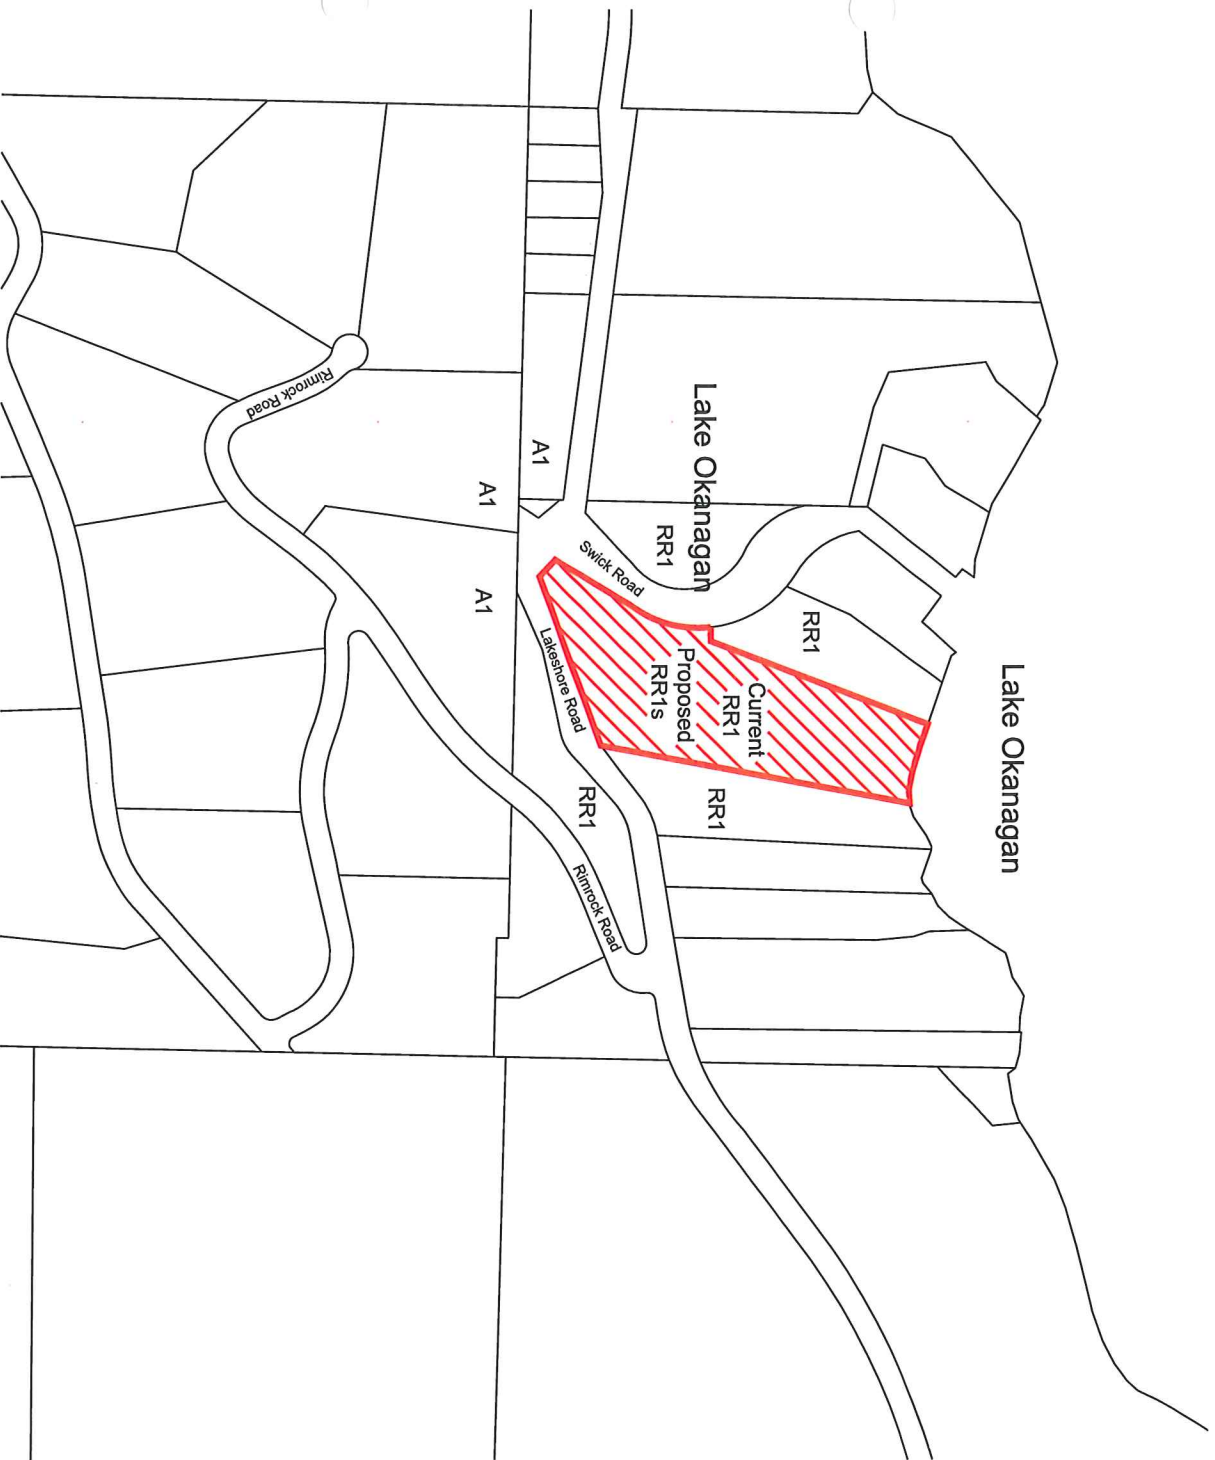 Lake Okanagan
RR1
Lake Okanagan
Current
RR1
Proposed
RR1s
RR1
RR1
Swick Road
Lakeshore Road
RR1
Rimrock Road
A1
A1
A1
Rimrock Road